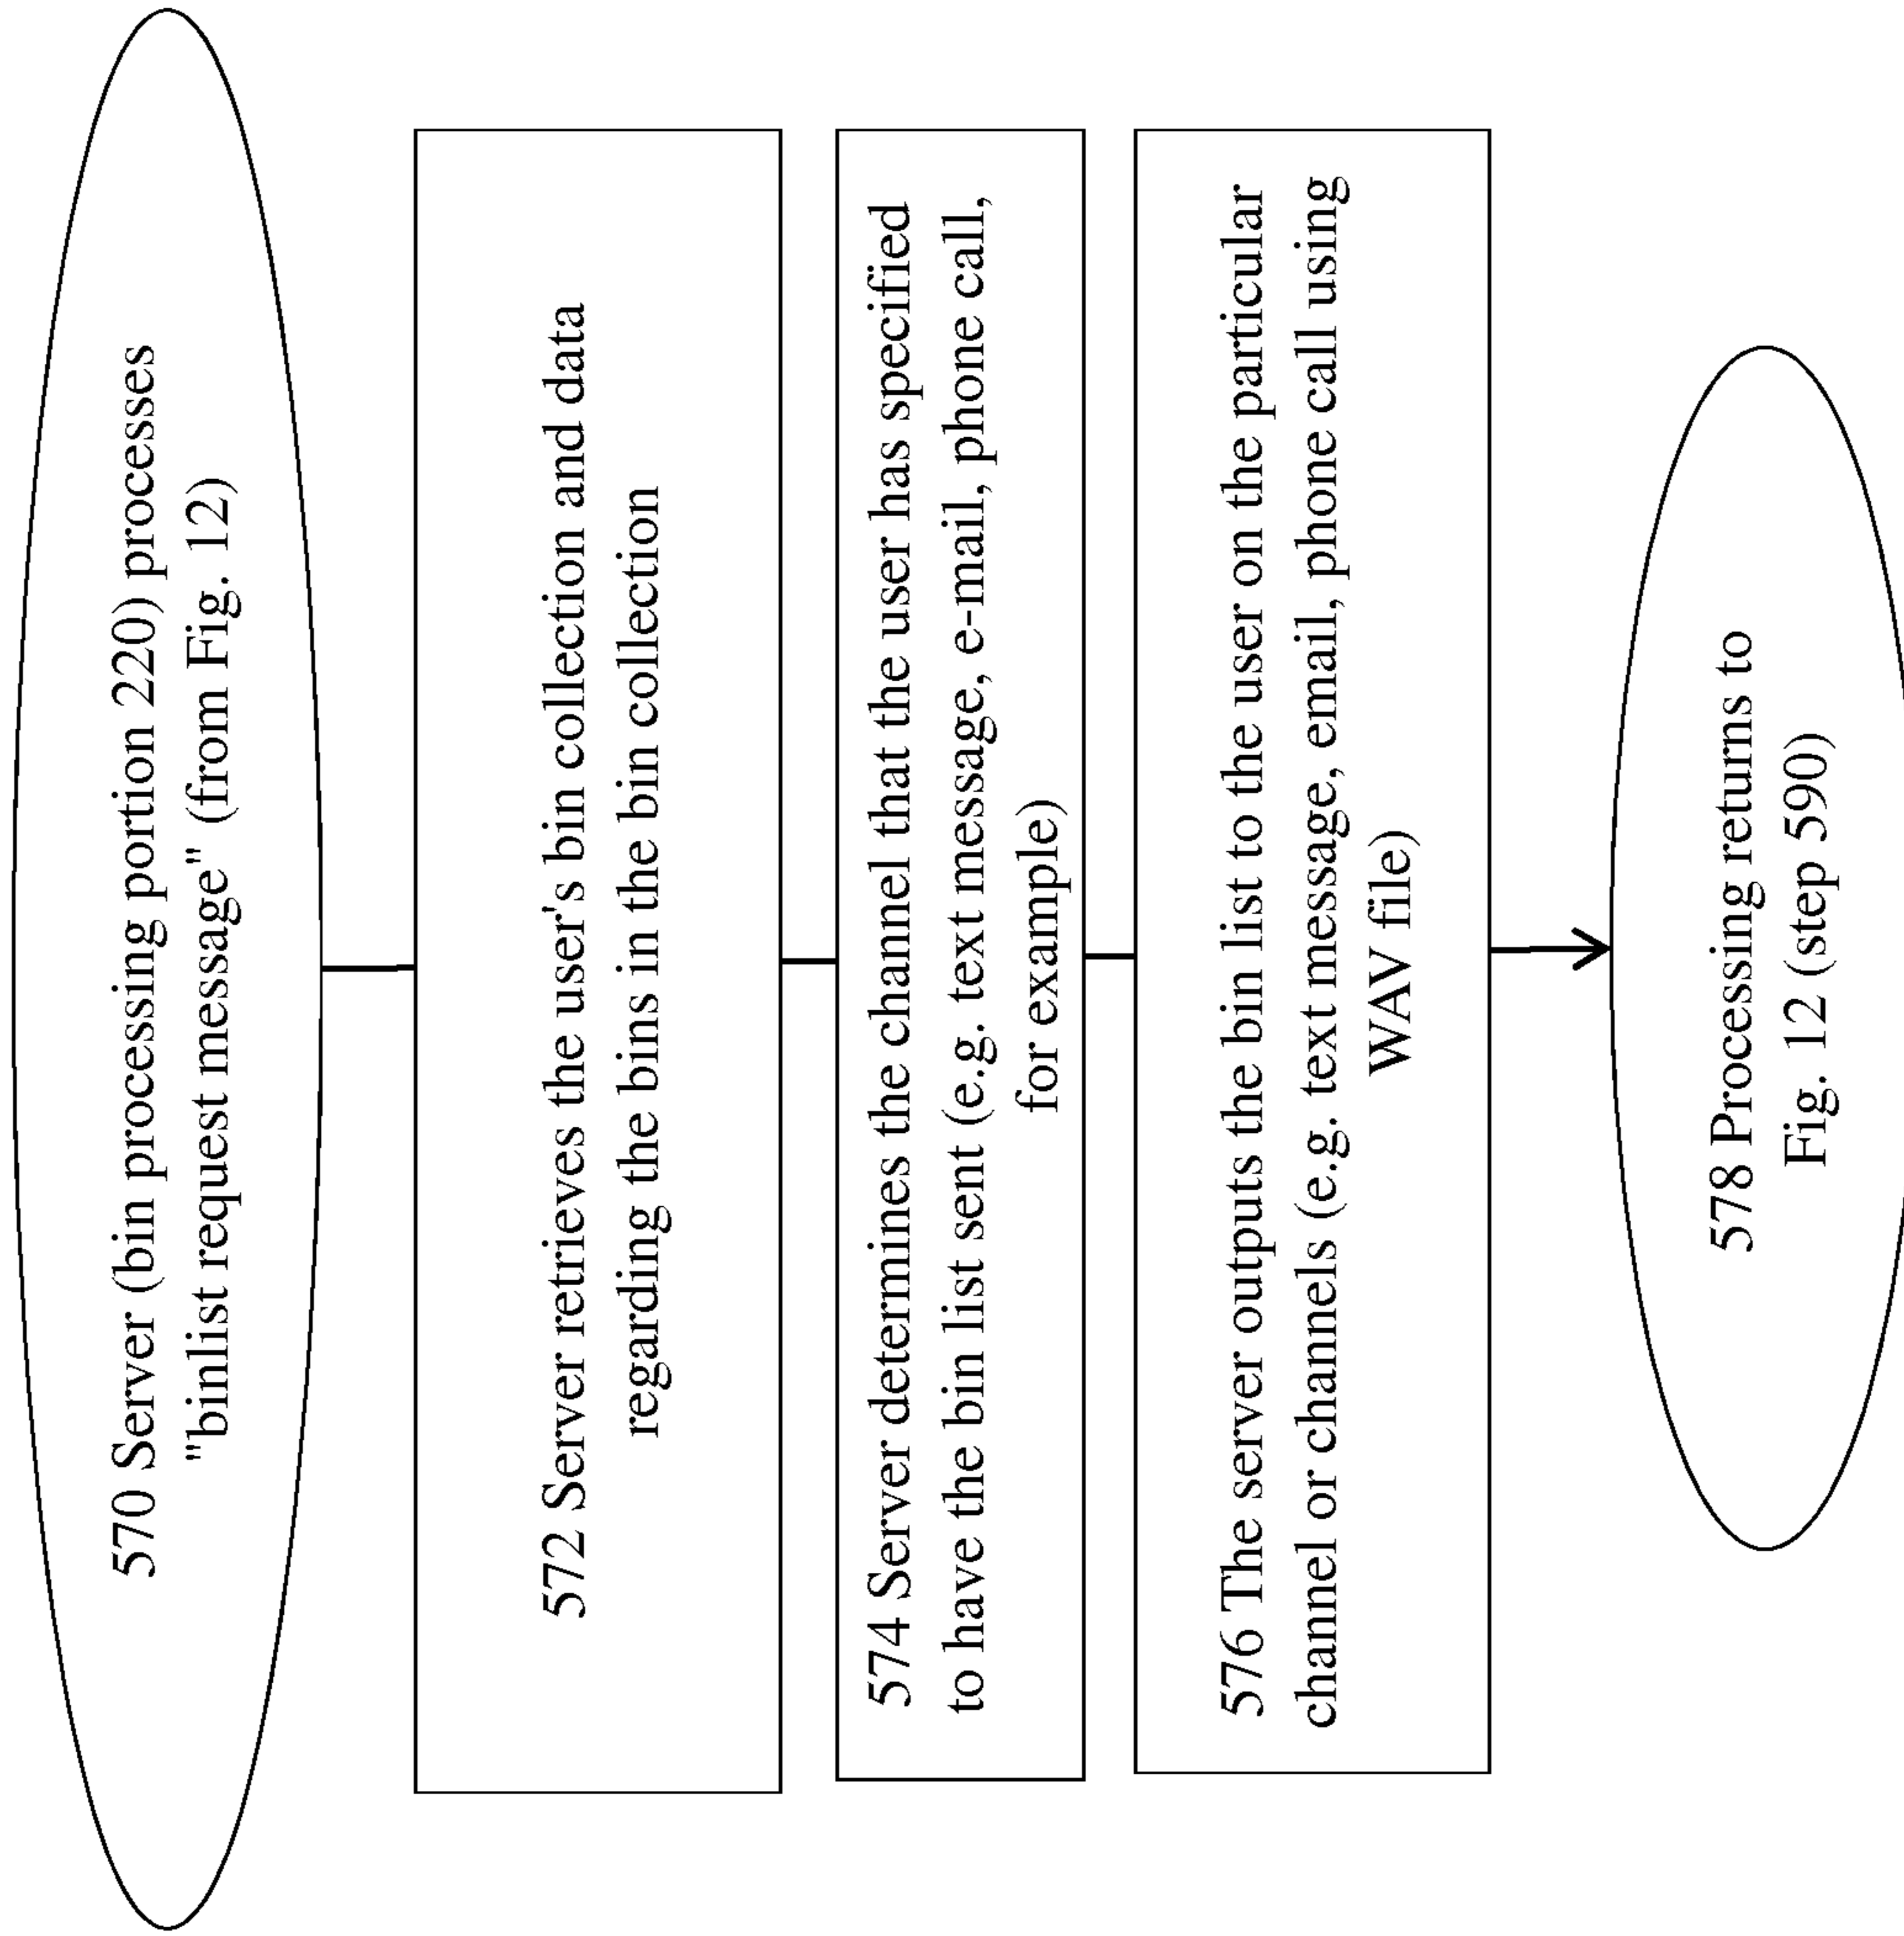 570 Server (bin processing portion 220) processes
"binlist request message" (from Fig. 12)
572 Server retrieves the user's bin collection and data
regarding the bins in the bin collection
574 Server determines the channel that the user has specified
to have the bin list sent (e.g. text message, e-mail, phone call,
for example)
576 The server outputs the bin list to the user on the particular
channel or channels (e.g. text message, email, phone call using
WAV file)
578 Processing returns to
Fig. 12 (step 590)